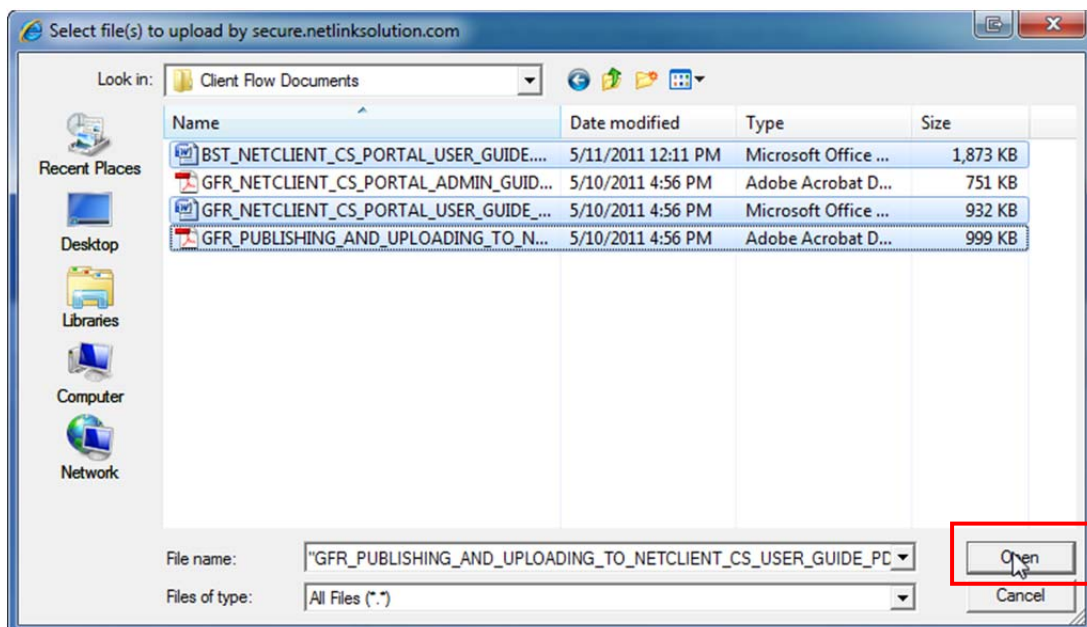 Select file(s) to upload by secure.netlinksolution.com
Look in: Client Flow Documents
Name Date modified Type Size
BST_NETCLIENT_CS_PORTAL_USER_GUIDE.... 5/11/2011 12:11 PM Microsoft Office ... 1,873 KB
GFR_NETCLIENT_CS_PORTAL_ADMIN_GUID... 5/10/2011 4:56 PM Adobe Acrobat D... 751 KB
GFR_NETCLIENT_CS_PORTAL_USER_GUIDE_... 5/10/2011 4:56 PM Microsoft Office ... 932 KB
GFR_PUBLISHING_AND_UPLOADING_TO_N... 5/10/2011 4:56 PM Adobe Acrobat D... 999 KB
Recent Places
Desktop
Libraries
Computer
Network
File name: "GFR_PUBLISHING_AND_UPLOADING_TO_NETCLIENT_CS_USER_GUIDE_PD
Open
Files of type: All Files (*.*)
Cancel